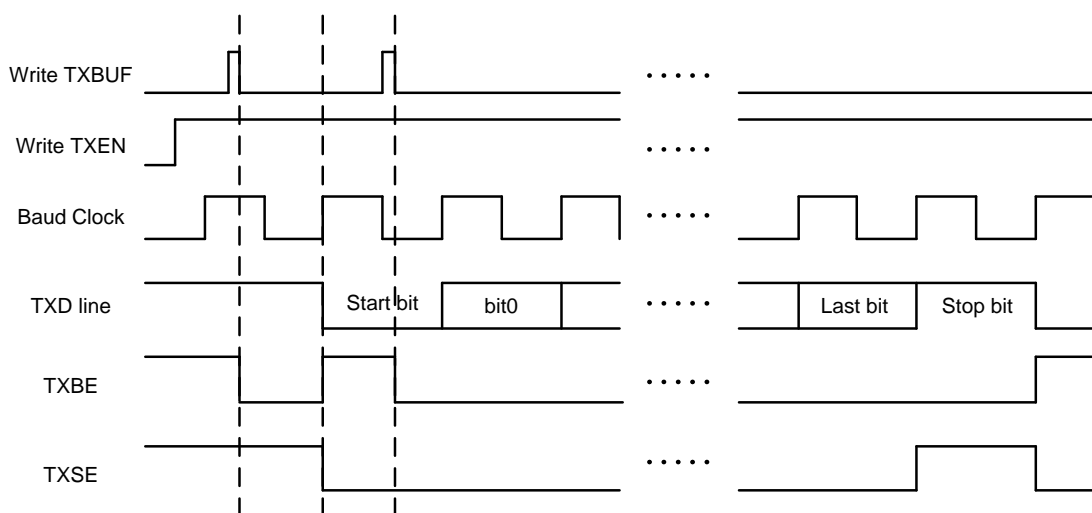 Write TXBUF
Write TXEN
Baud Clock
TXD line
Start bit
bit0
Last bit
Stop bit
TXBE
TXSE